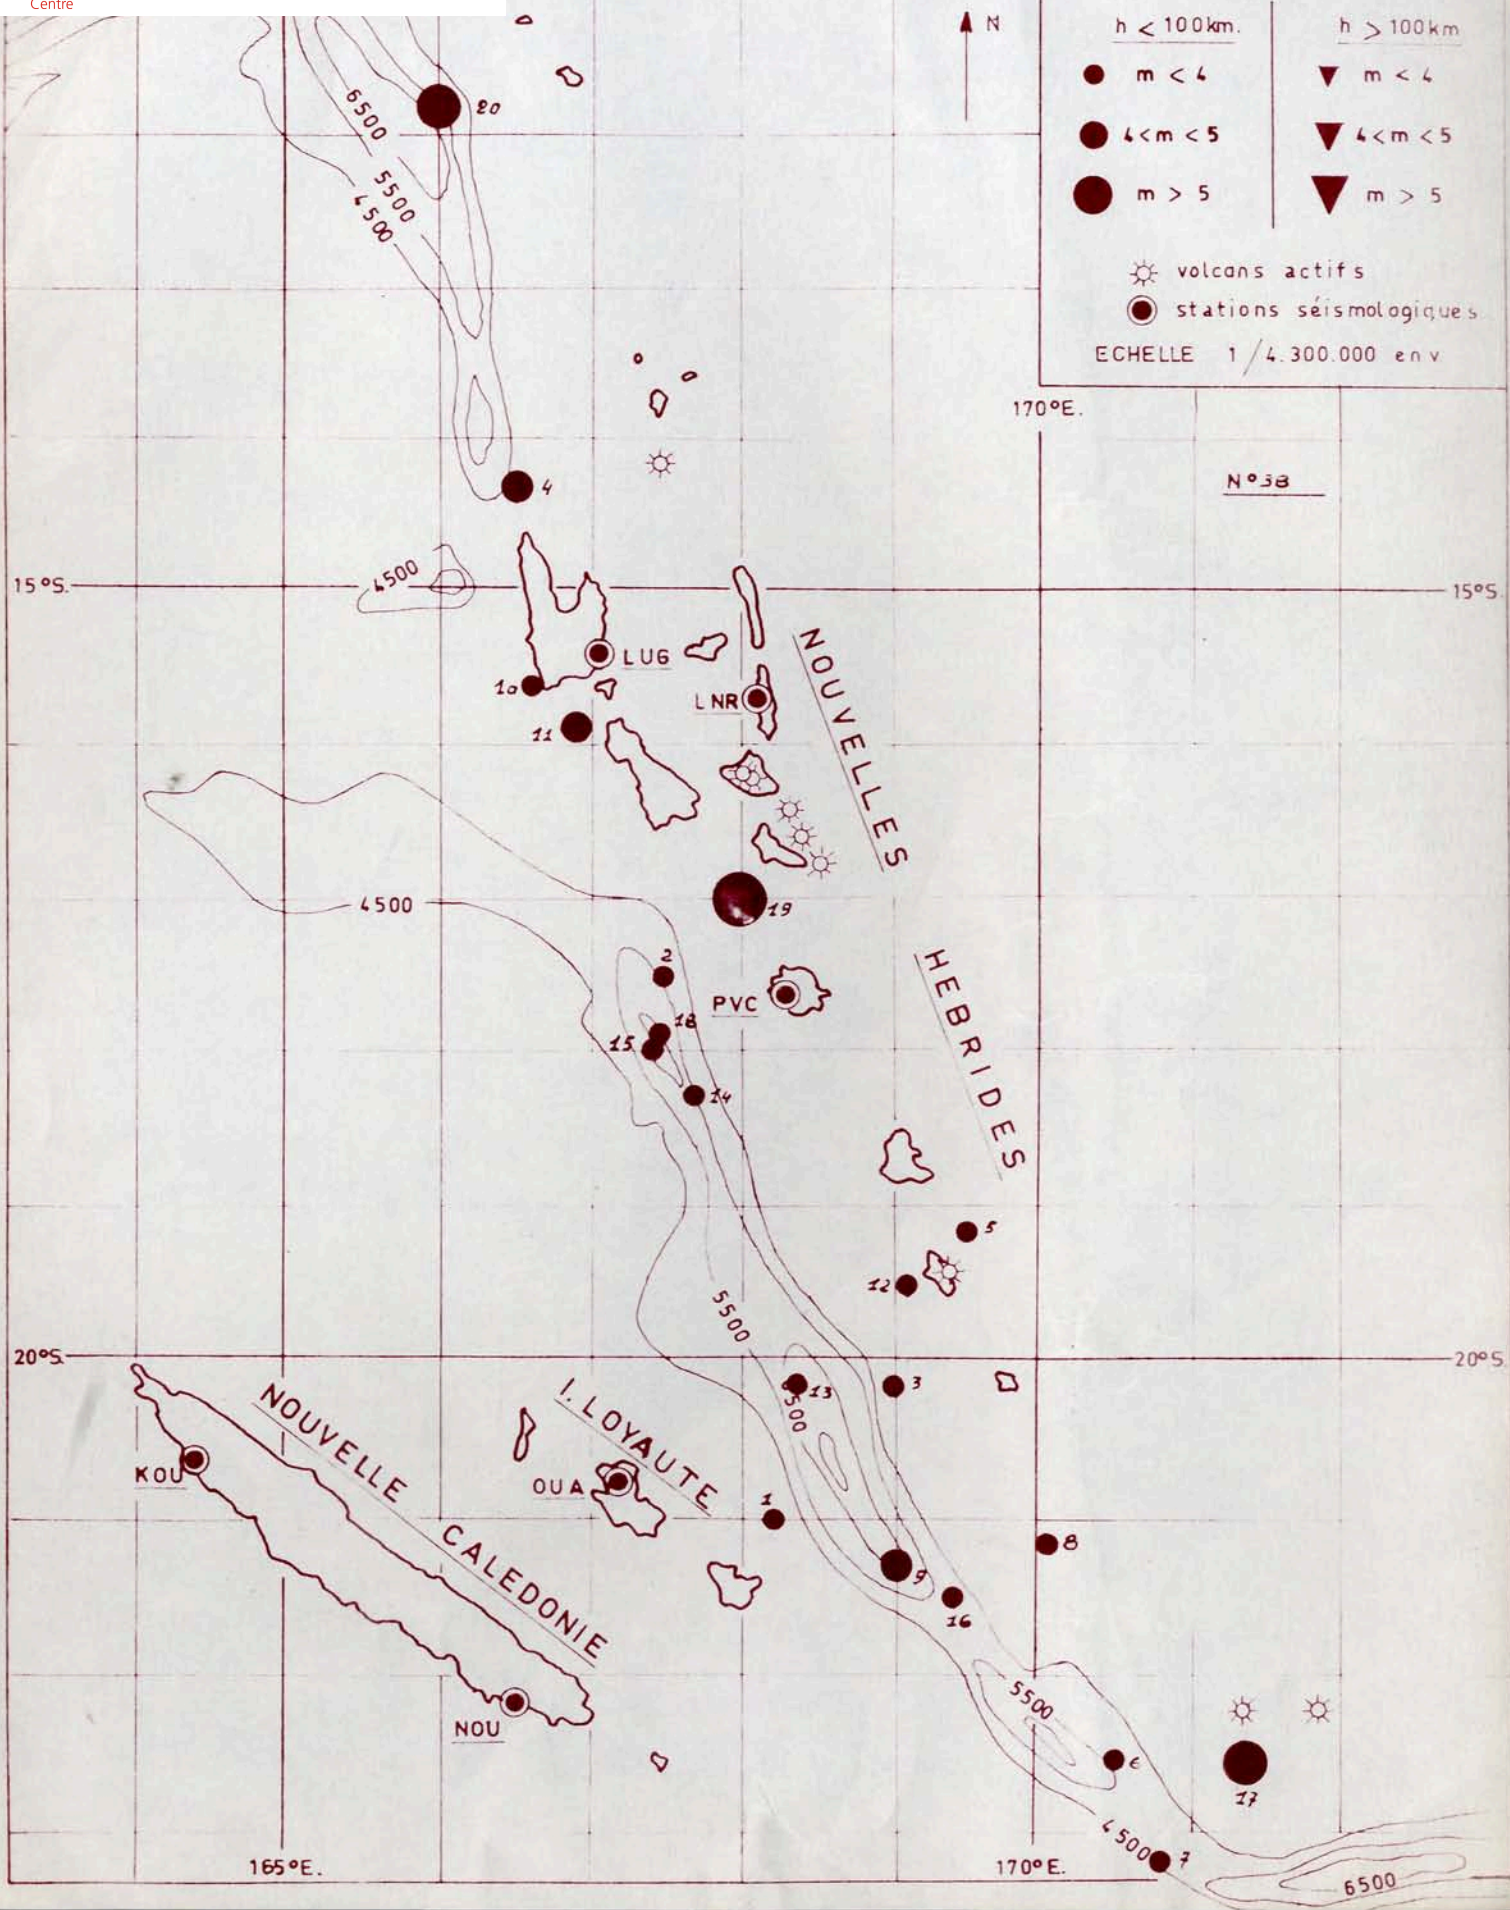 Centre
N
h < 100km.
h > 100km
m < 4
m < 4
4<m < 5
4<m < 5
m > 5
m > 5
volcans actifs
stations séismologiques
ECHELLE 1/4.300.000 env
170°E.
N°38
20
6500
5500
4500
4
15°S.
4500
15°S.
NOUVELLES
LUG
10
LNR
11
4500
19
HEBRIDES
2
PVC
18
15
14
5
12
5500
20°S.
20°S.
13
3
6500
NOUVELLE CALEDONIE
I. LOYAUTE
KOU
OUA
1
8
9
16
5500
NOU
6
17
4500
7
165°E.
170°E.
6500